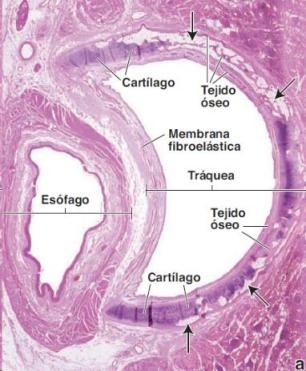 Cartílago
Tejido
óseo
Membrana
fibroelástica
Tráquea
Esófago
Tejido
óseo
Cartílago
a